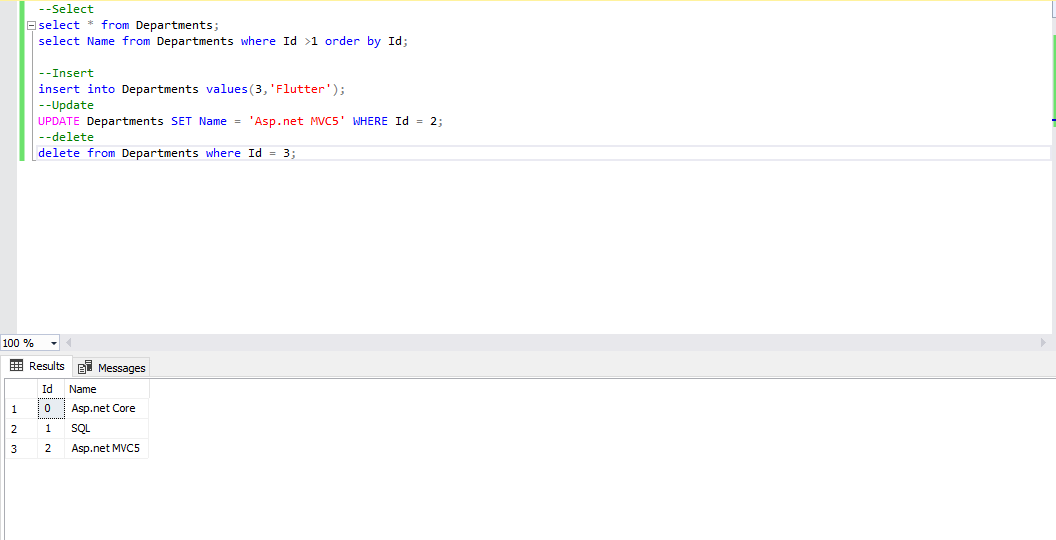 --Select
select * from Departments;
select Name from Departments where Id >1 order by Id;
--Insert
insert into Departments values(3,'Flutter');
--Update
UPDATE Departments SET Name = 'Asp.net MVC5' WHERE Id = 2;
--delete
delete from Departments where Id = 3;
100 %
Results Messages
Id Name
1 0 Asp.net Core
2 1 SQL
3 2 Asp.net MVC5